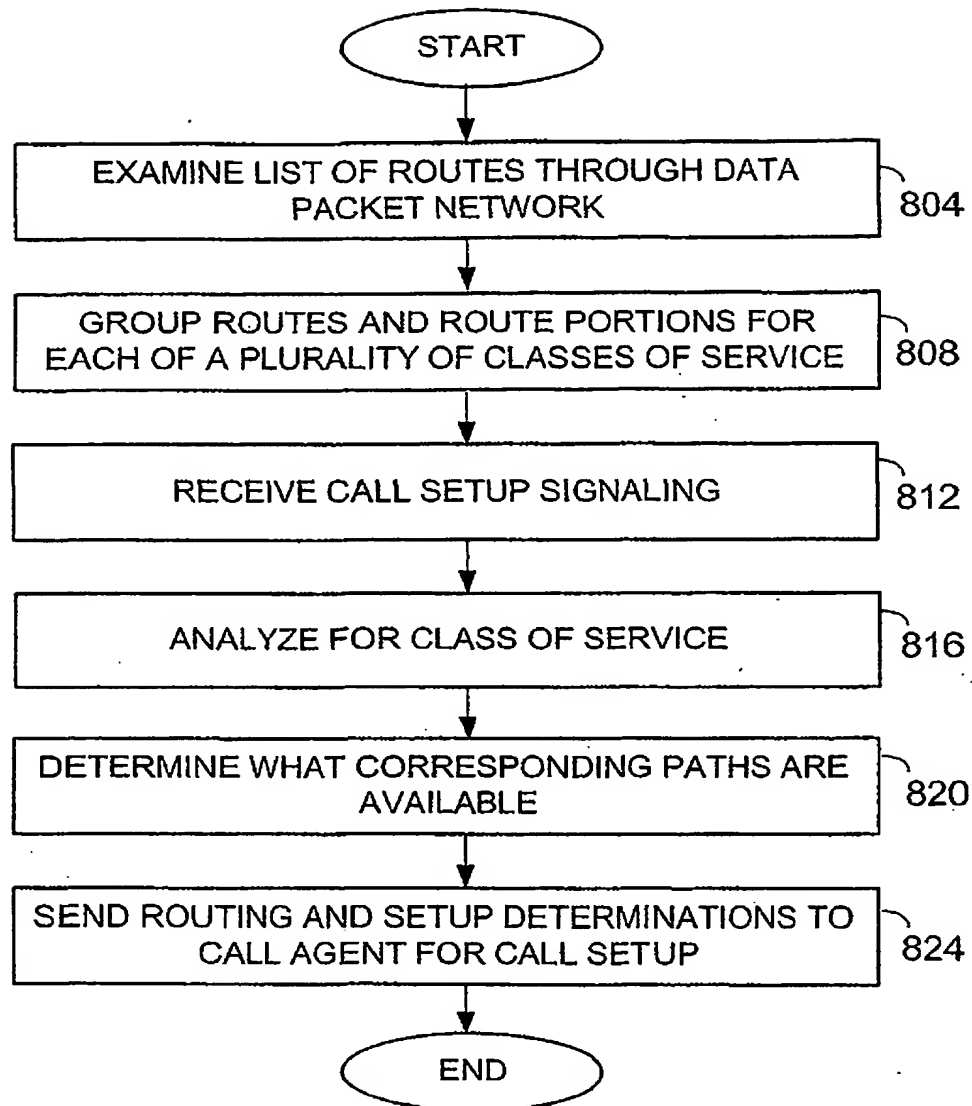 START
EXAMINE LIST OF ROUTES THROUGH DATA
PACKET NETWORK
804
GROUP ROUTES AND ROUTE PORTIONS FOR
EACH OF A PLURALITY OF CLASSES OF SERVICE
808
RECEIVE CALL SETUP SIGNALING
812
ANALYZE FOR CLASS OF SERVICE
816
DETERMINE WHAT CORRESPONDING PATHS ARE
AVAILABLE
820
SEND ROUTING AND SETUP DETERMINATIONS TO
CALL AGENT FOR CALL SETUP
824
END